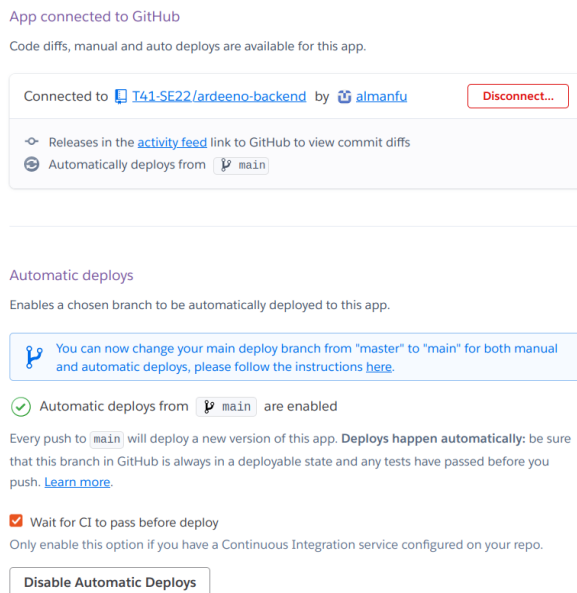 App connected to GitHub
Code diffs, manual and auto deploys are available for this app.
Connected to T41-SE22/ardeeno-backend by almanfu
Disconnect...
Releases in the activity feed link to GitHub to view commit diffs
Automatically deploys from main
Automatic deploys
Enables a chosen branch to be automatically deployed to this app.
You can now change your main deploy branch from "master" to "main" for both manual
and automatic deploys, please follow the instructions here.
Automatic deploys from main are enabled
Every push to main will deploy a new version of this app. Deploys happen automatically: be sure
that this branch in GitHub is always in a deployable state and any tests have passed before you
push. Learn more.
Wait for CI to pass before deploy
Only enable this option if you have a Continuous Integration service configured on your repo.
Disable Automatic Deploys